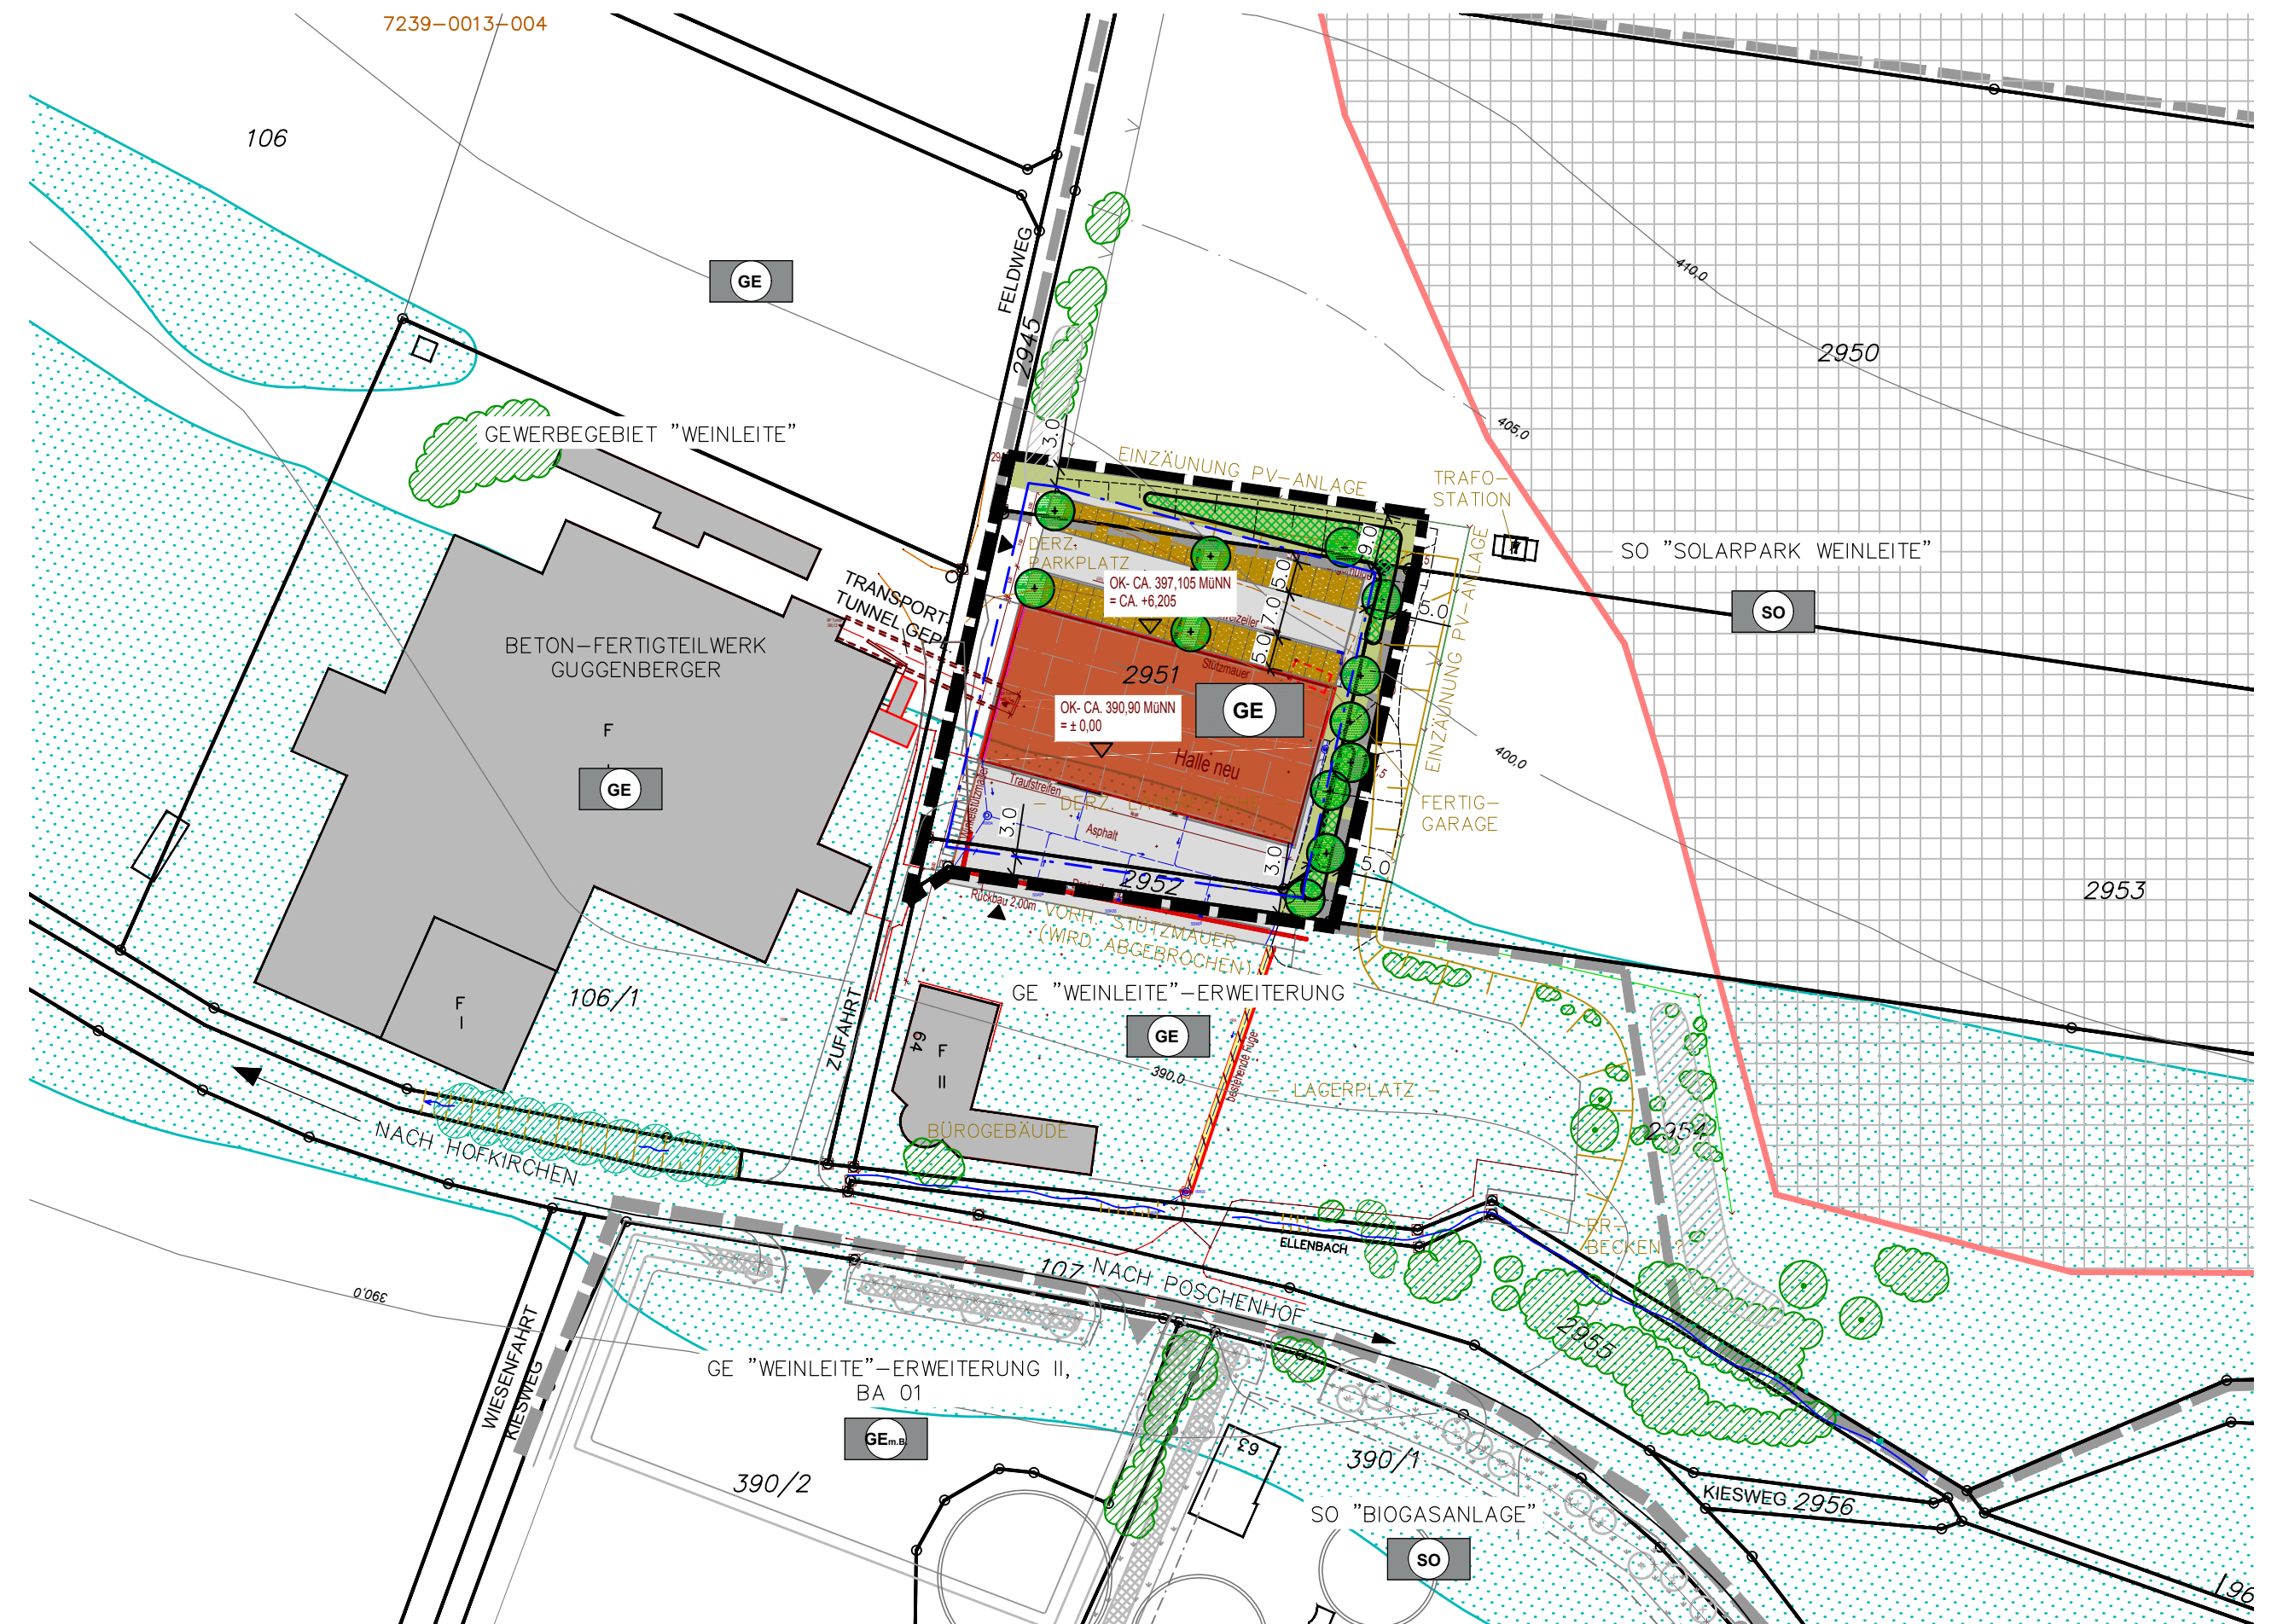 7239-0013-004
106
GE
FELDWEG
2945
410,0
2950
405,0
GEWERBEGEBIET "WEINLEITE"
3.0
EINZÄUNUNG PV-ANLAGE
TRAFO-
STATION
SO "SOLARPARK WEINLEITE"
SO
DERZ.
PARKPLATZ
9.0
5.0
7.0
5.0
5.0
OK- CA. 397,105 MüNN
= CA. +6,205
EINZÄUNUNG PV-ANLAGE
TRANSPORT-
TUNNEL GEPL.
BETON-FERTIGTEILWERK
GUGGENBERGER
F
GE
2951
Stützmauer
OK- CA. 390,90 MüNN
= ± 0,00
GE
Halle neu
400,0
Traufstreifen
Winkelstützmauer
Asphalt
3.0
3.0
5.0
FERTIG-
GARAGE
2952
2953
Rückbau 2,00m
VORH. STÜTZMAUER
(WIRD ABGEBROCHEN)
GE "WEINLEITE"-ERWEITERUNG
GE
106/1
F
I
ZUFAHRT
64
F
II
BÜROGEBÄUDE
390,0
bestehende Fuge
- LAGERPLATZ -
2954
NACH HOFKIRCHEN
ELLENBACH
RR-
BECKEN
107
NACH POSCHENHOF
390,0
2955
WIESENFAHRT
KIESWEG
GE "WEINLEITE"-ERWEITERUNG II,
BA 01
GEm.B.
390/2
63
390/1
SO "BIOGASANLAGE"
SO
KIESWEG 2956